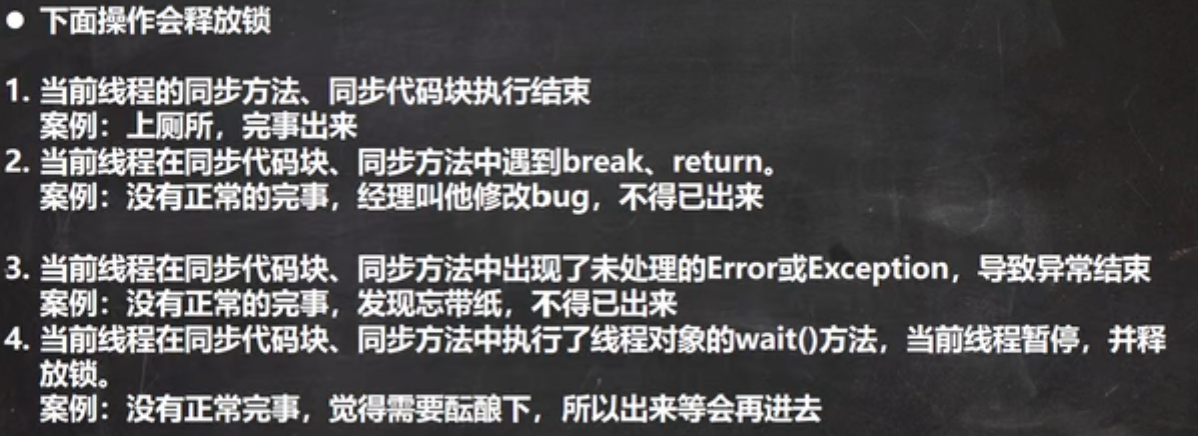 ● 下面操作会释放锁
1. 当前线程的同步方法、同步代码块执行结束
案例：上厕所，完事出来
2. 当前线程在同步代码块、同步方法中遇到break、return。
案例：没有正常的完事，经理叫他修改bug，不得已出来
3. 当前线程在同步代码块、同步方法中出现了未处理的Error或Exception，导致异常结束
案例：没有正常的完事，发现忘带纸，不得已出来
4. 当前线程在同步代码块、同步方法中执行了线程对象的wait()方法，当前线程暂停，并释
放锁。
案例：没有正常完事，觉得需要酝酿下，所以出来等会再进去